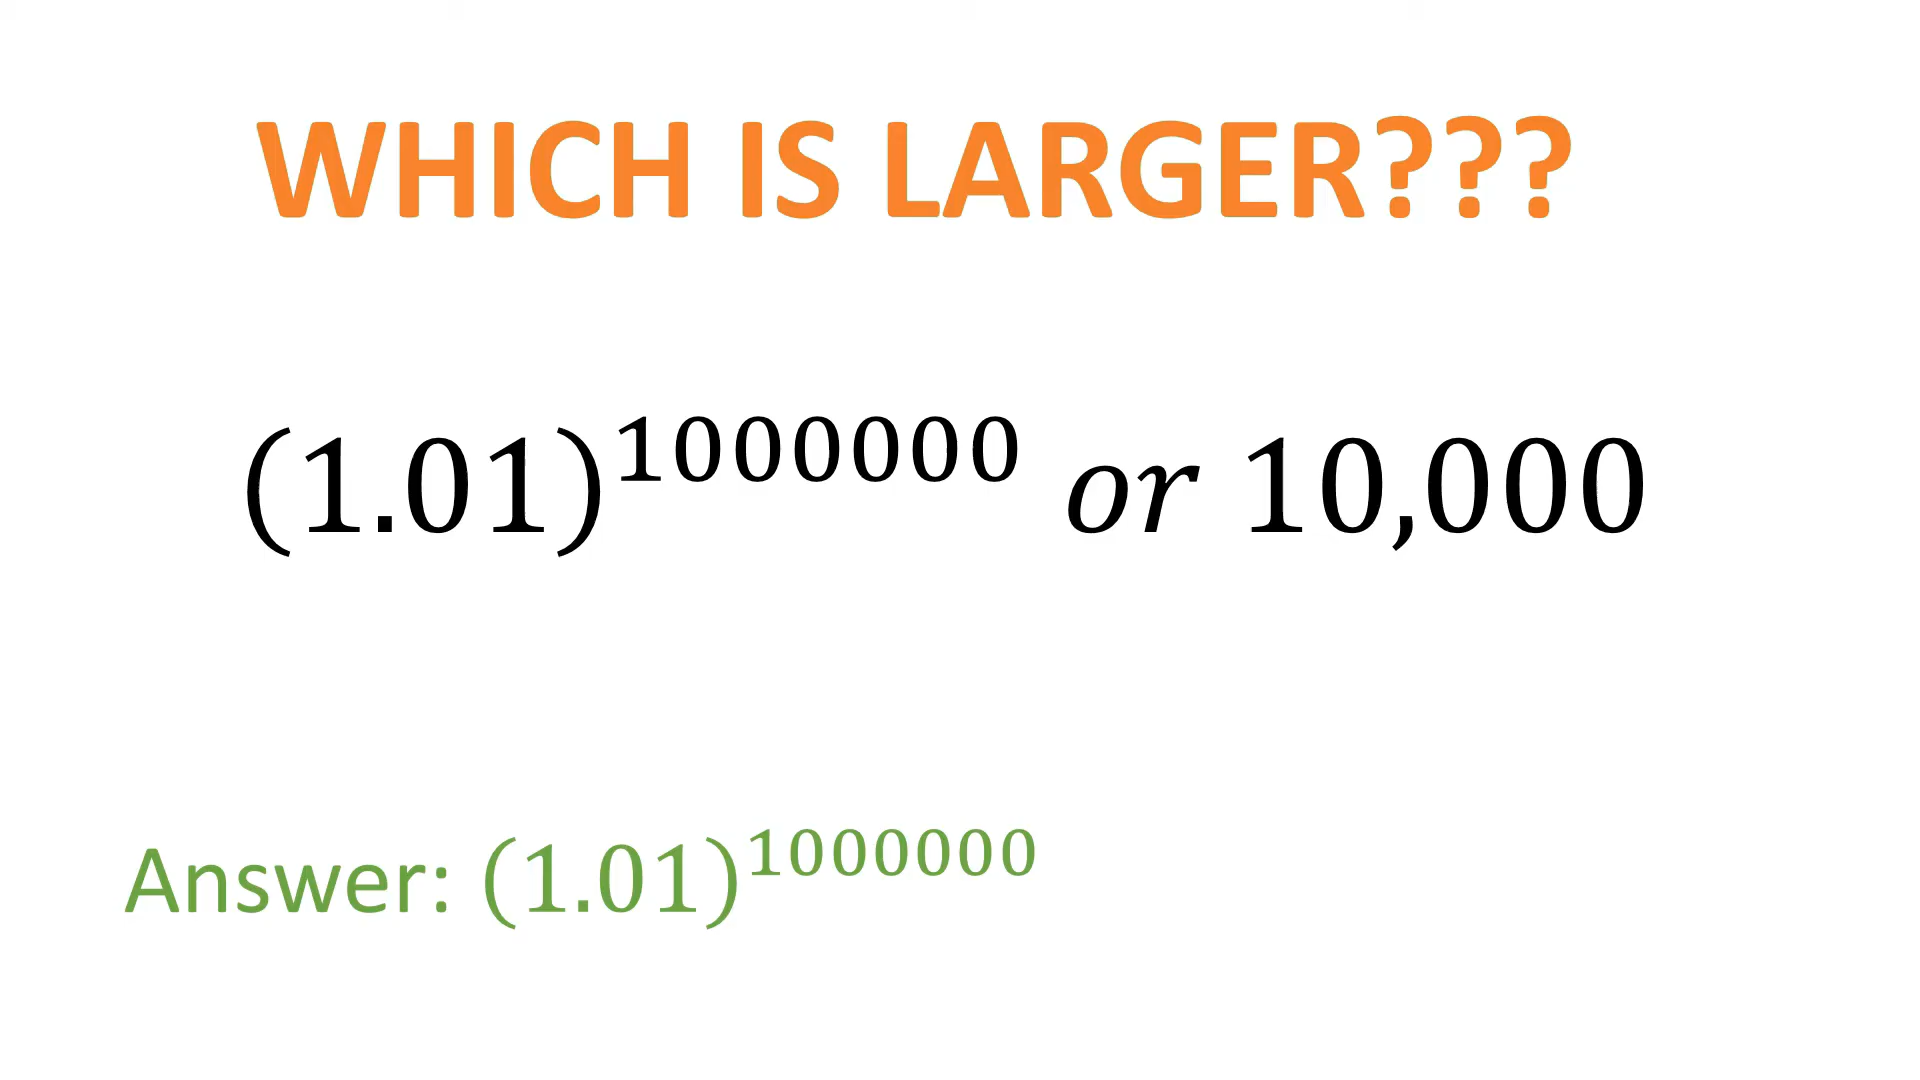 WHICH IS LARGER???
(1.01)^1000000 or 10,000
Answer: (1.01)^1000000